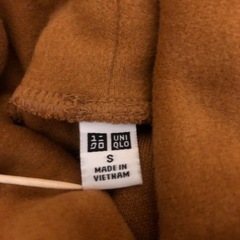 ユニ UNI
クロ QLO
S
MADE IN
VIETNAM